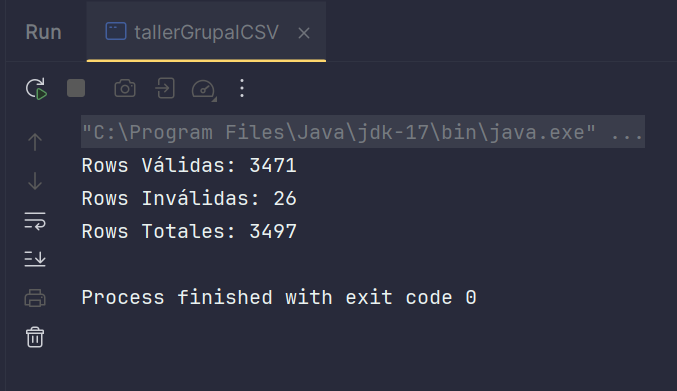 Run tallerGrupalCSV
"C:\Program Files\Java\jdk-17\bin\java.exe" ...
Rows Válidas: 3471
Rows Inválidas: 26
Rows Totales: 3497
Process finished with exit code 0